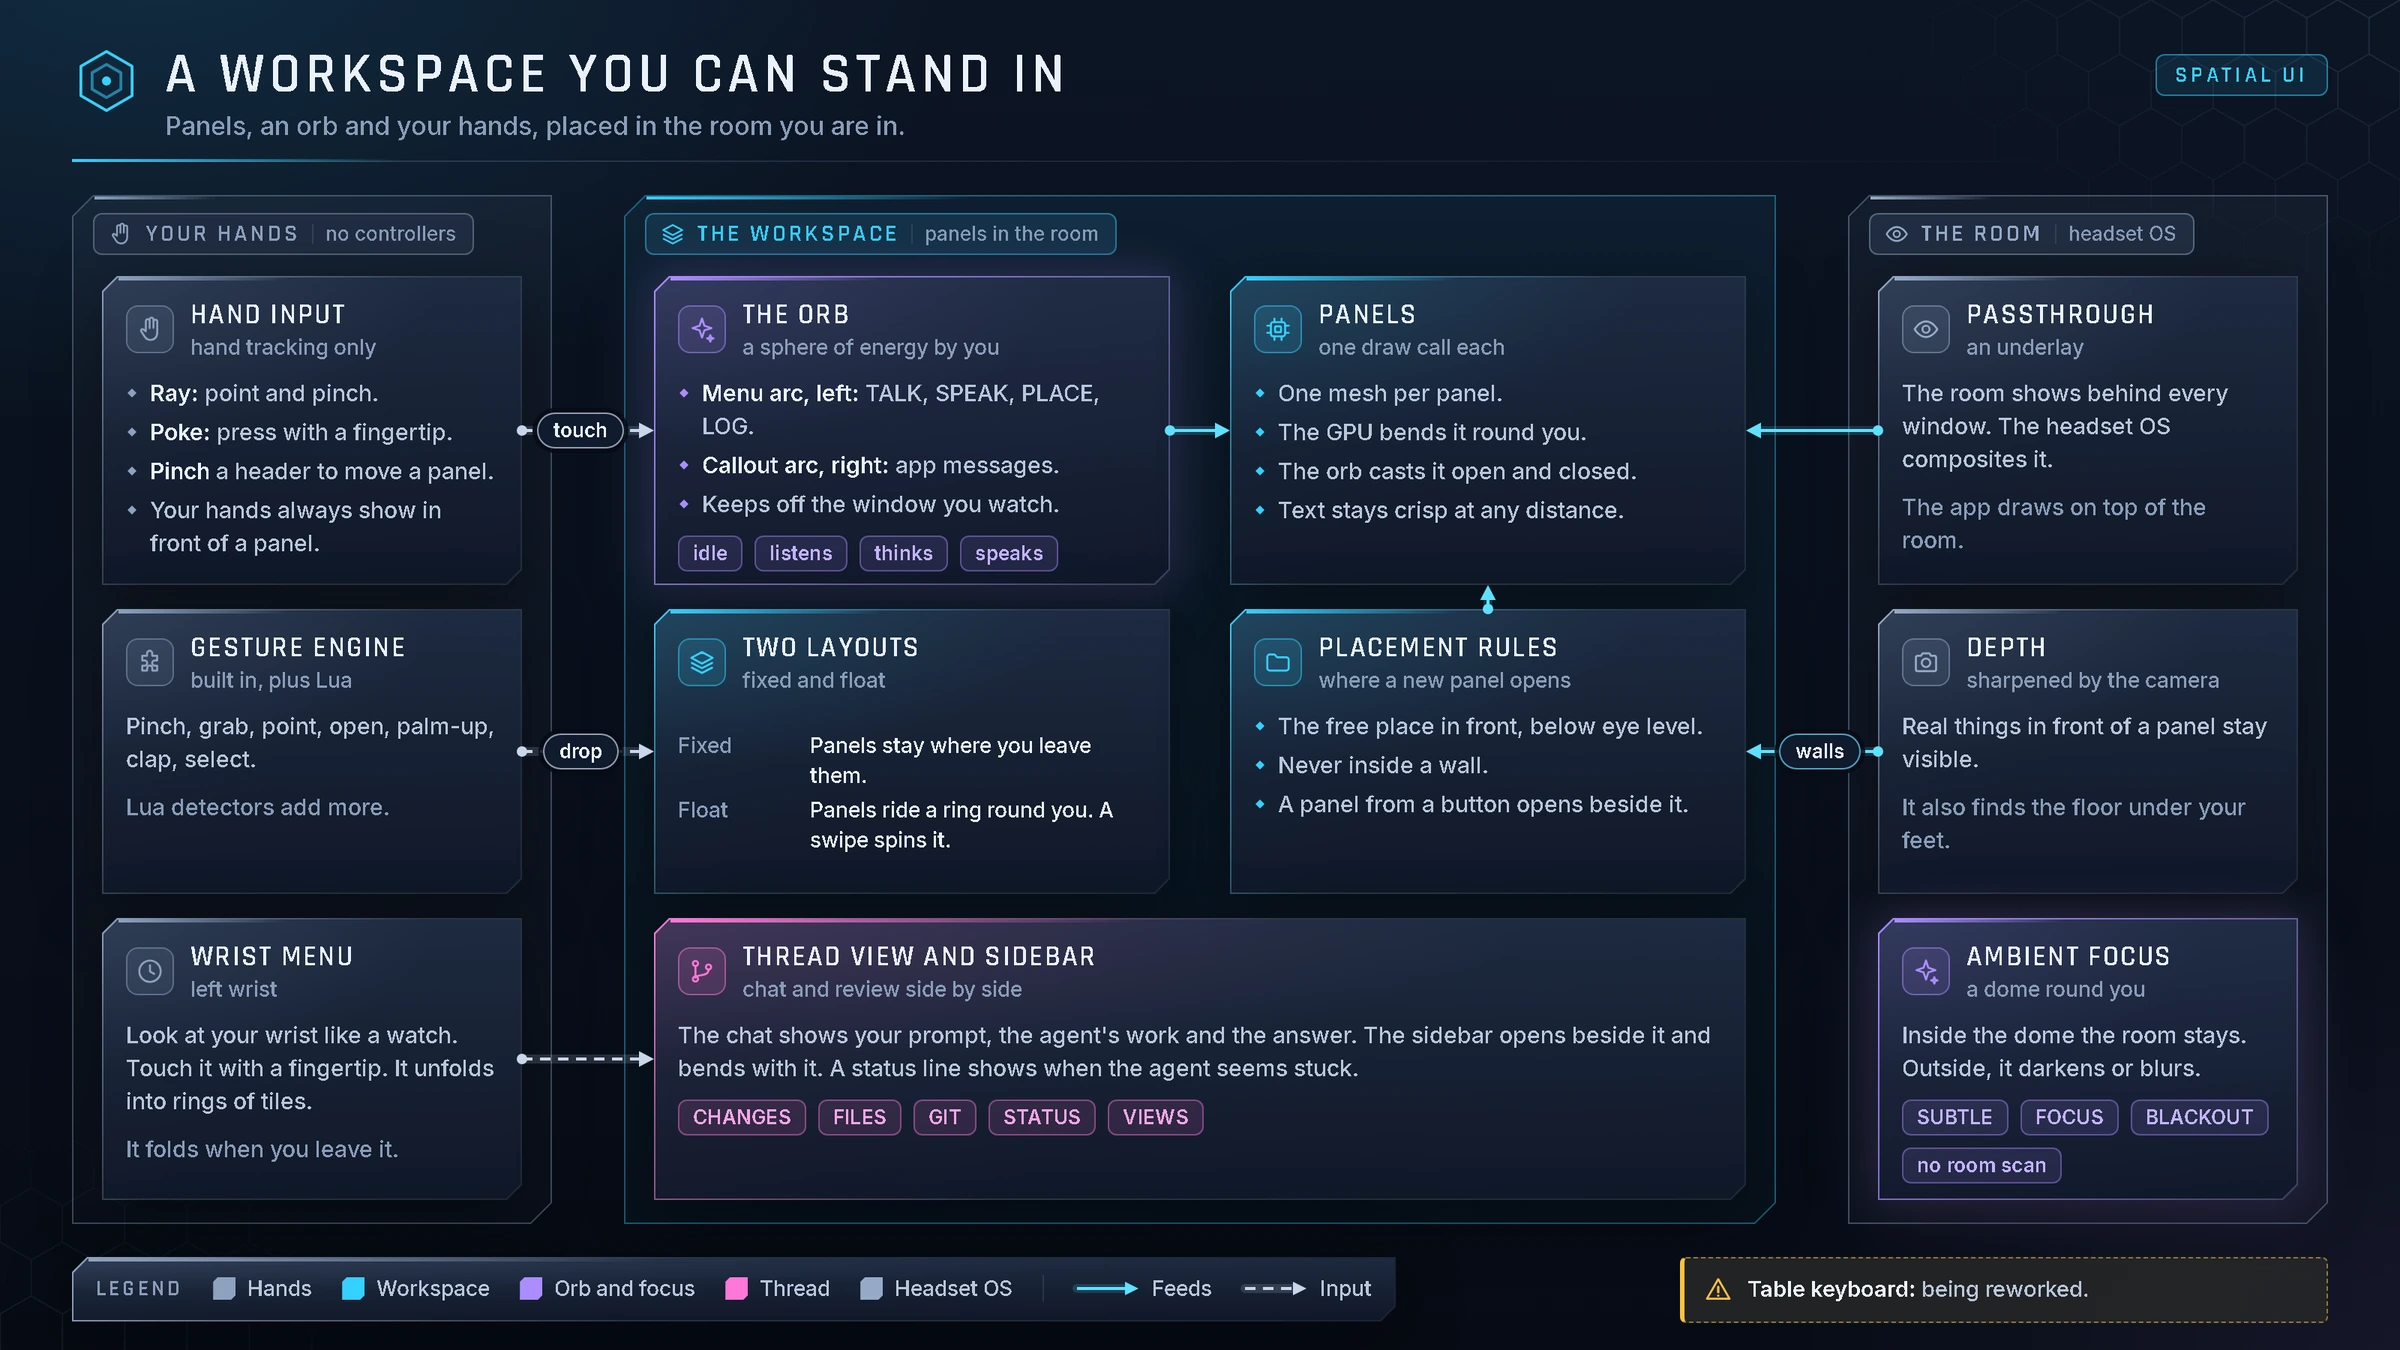 A WORKSPACE YOU CAN STAND IN
Panels, an orb and your hands, placed in the room you are in.
SPATIAL UI
YOUR HANDS | no controllers
HAND INPUT
hand tracking only
Ray: point and pinch.
Poke: press with a fingertip.
Pinch a header to move a panel.
Your hands always show in
front of a panel.
GESTURE ENGINE
built in, plus Lua
Pinch, grab, point, open, palm-up,
clap, select.
Lua detectors add more.
WRIST MENU
left wrist
Look at your wrist like a watch.
Touch it with a fingertip. It unfolds
into rings of tiles.
It folds when you leave it.
touch
drop
THE WORKSPACE | panels in the room
THE ORB
a sphere of energy by you
Menu arc, left: TALK, SPEAK, PLACE,
LOG.
Callout arc, right: app messages.
Keeps off the window you watch.
idle listens thinks speaks
PANELS
one draw call each
One mesh per panel.
The GPU bends it round you.
The orb casts it open and closed.
Text stays crisp at any distance.
TWO LAYOUTS
fixed and float
Fixed Panels stay where you leave
them.
Float Panels ride a ring round you. A
swipe spins it.
PLACEMENT RULES
where a new panel opens
The free place in front, below eye level.
Never inside a wall.
A panel from a button opens beside it.
THREAD VIEW AND SIDEBAR
chat and review side by side
The chat shows your prompt, the agent's work and the answer. The sidebar opens beside it and
bends with it. A status line shows when the agent seems stuck.
CHANGES FILES GIT STATUS VIEWS
walls
THE ROOM | headset OS
PASSTHROUGH
an underlay
The room shows behind every
window. The headset OS
composites it.
The app draws on top of the
room.
DEPTH
sharpened by the camera
Real things in front of a panel stay
visible.
It also finds the floor under your
feet.
AMBIENT FOCUS
a dome round you
Inside the dome the room stays.
Outside, it darkens or blurs.
SUBTLE FOCUS BLACKOUT
no room scan
LEGEND Hands Workspace Orb and focus Thread Headset OS Feeds Input
Table keyboard: being reworked.